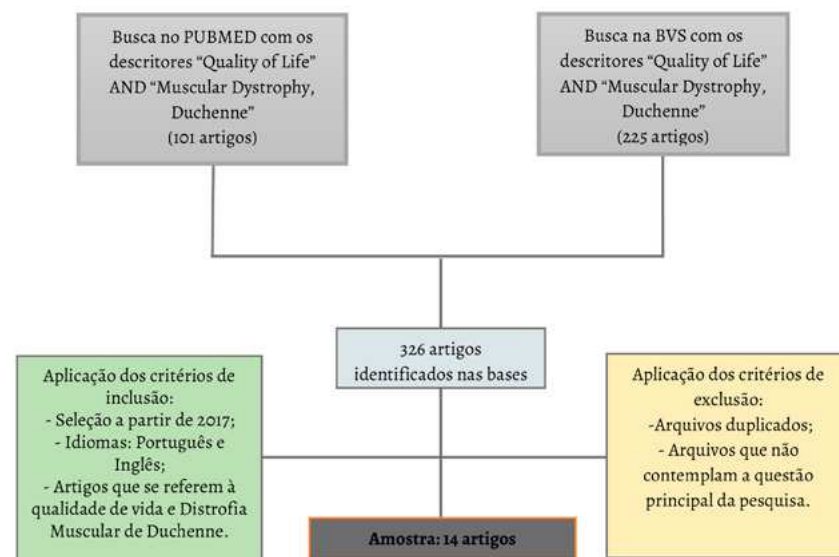 Busca no PUBMED com os
descritores “Quality of Life”
AND “Muscular Dystrophy,
Duchenne”
(101 artigos)
Busca na BVS com os
descritores “Quality of Life”
AND “Muscular Dystrophy,
Duchenne”
(225 artigos)
326 artigos
identificados nas bases
Aplicação dos critérios de
inclusão:
- Seleção a partir de 2017;
- Idiomas: Português e
Inglês;
- Artigos que se referem à
qualidade de vida e Distrofia
Muscular de Duchenne.
Aplicação dos critérios de
exclusão:
-Arquivos duplicados;
- Arquivos que não
contemplam a questão
principal da pesquisa.
Amostra: 14 artigos